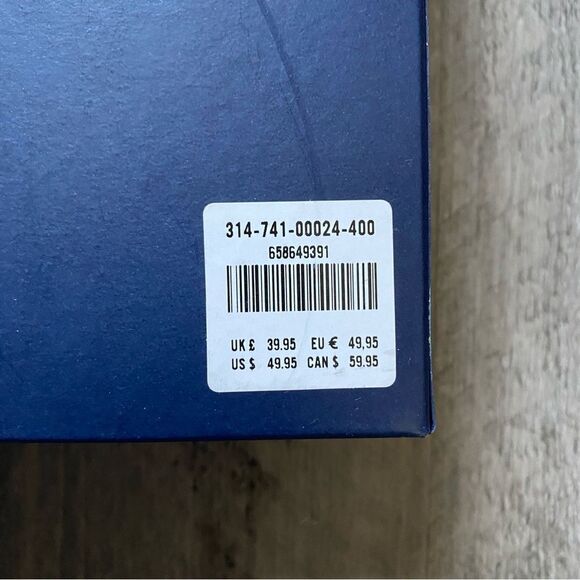 314-741-00024-400
658649391
UK £ 39.95 EU € 49,95
US $ 49.95 CAN $ 59.95